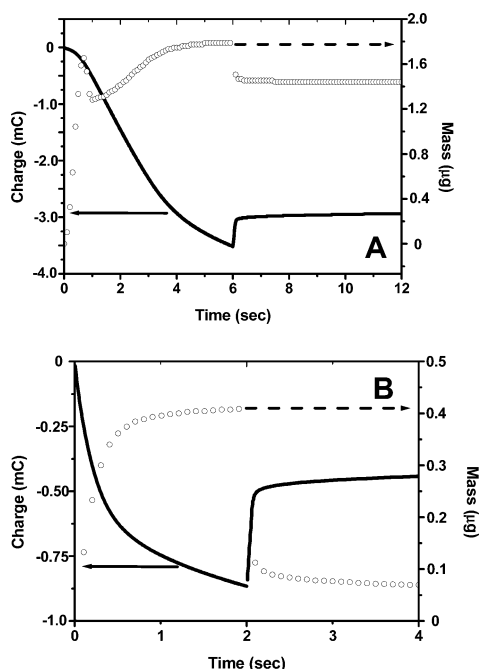 0
-1.0
-2.0
-3.0
-4.0
Charge (mC)
0 2 4 6 8 10 12
Time (sec)
2.0
1.6
1.2
0.8
0.4
0
Mass (μg)
A
0
-0.25
-0.50
-0.75
-1.0
Charge (mC)
0 1 2 3 4
Time (sec)
0.5
0.4
0.3
0.2
0.1
0
Mass (μg)
B